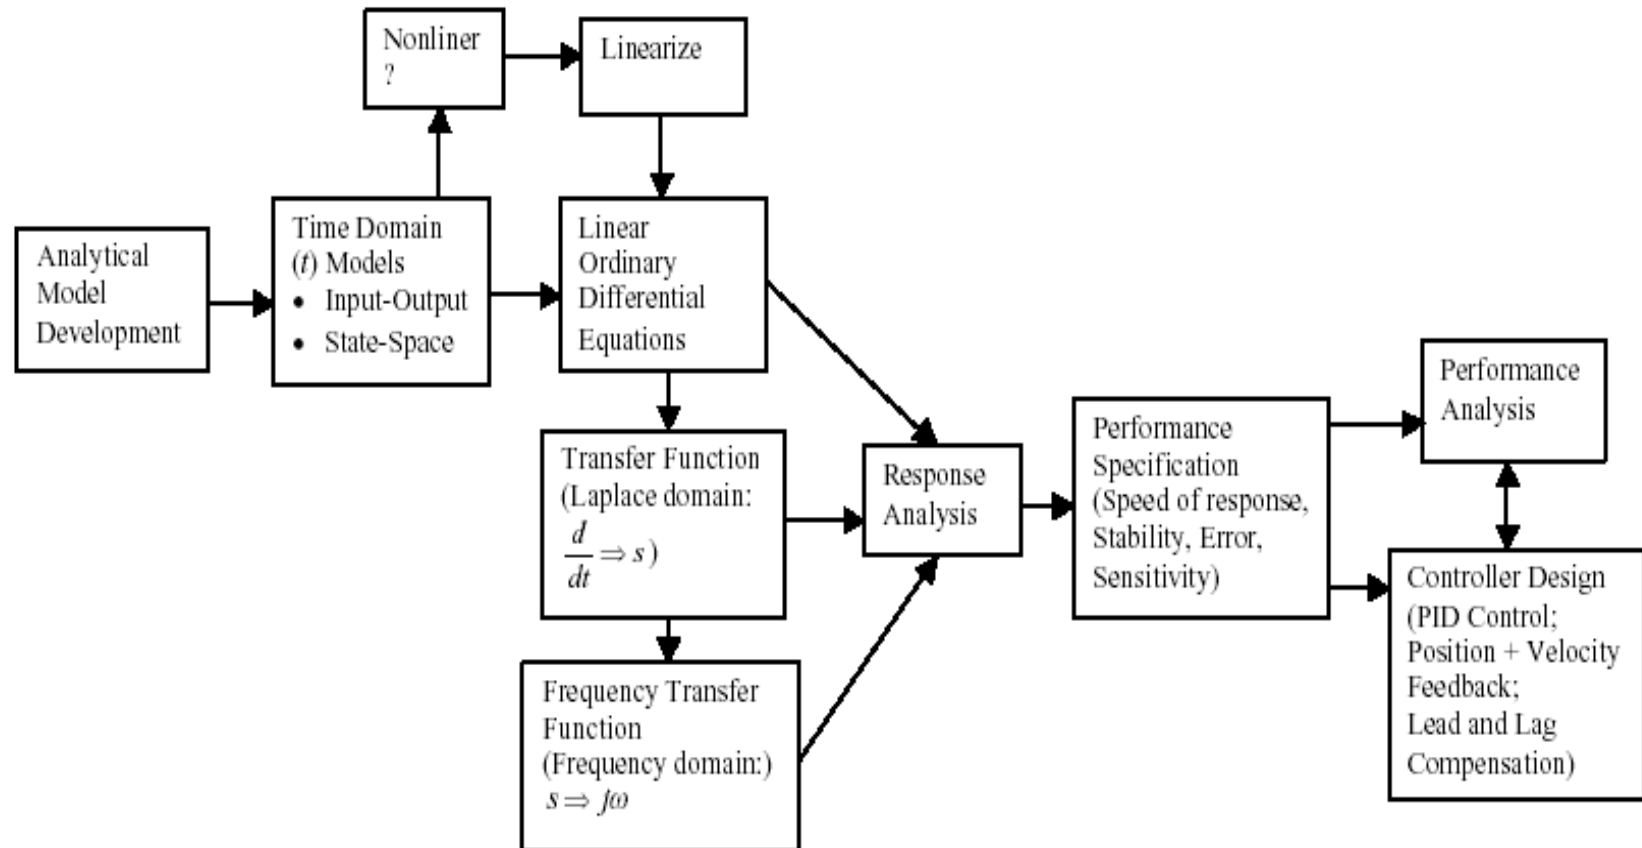 Nonliner
?
Linearize
Analytical
Model
Development
Time Domain
(t) Models
• Input-Output
• State-Space
Linear
Ordinary
Differential
Equations
Transfer Function
(Laplace domain:
d/dt ⇒ s)
Frequency Transfer
Function
(Frequency domain:)
s ⇒ jω
Response
Analysis
Performance
Specification
(Speed of response,
Stability, Error,
Sensitivity)
Performance
Analysis
Controller Design
(PID Control;
Position + Velocity
Feedback;
Lead and Lag
Compensation)